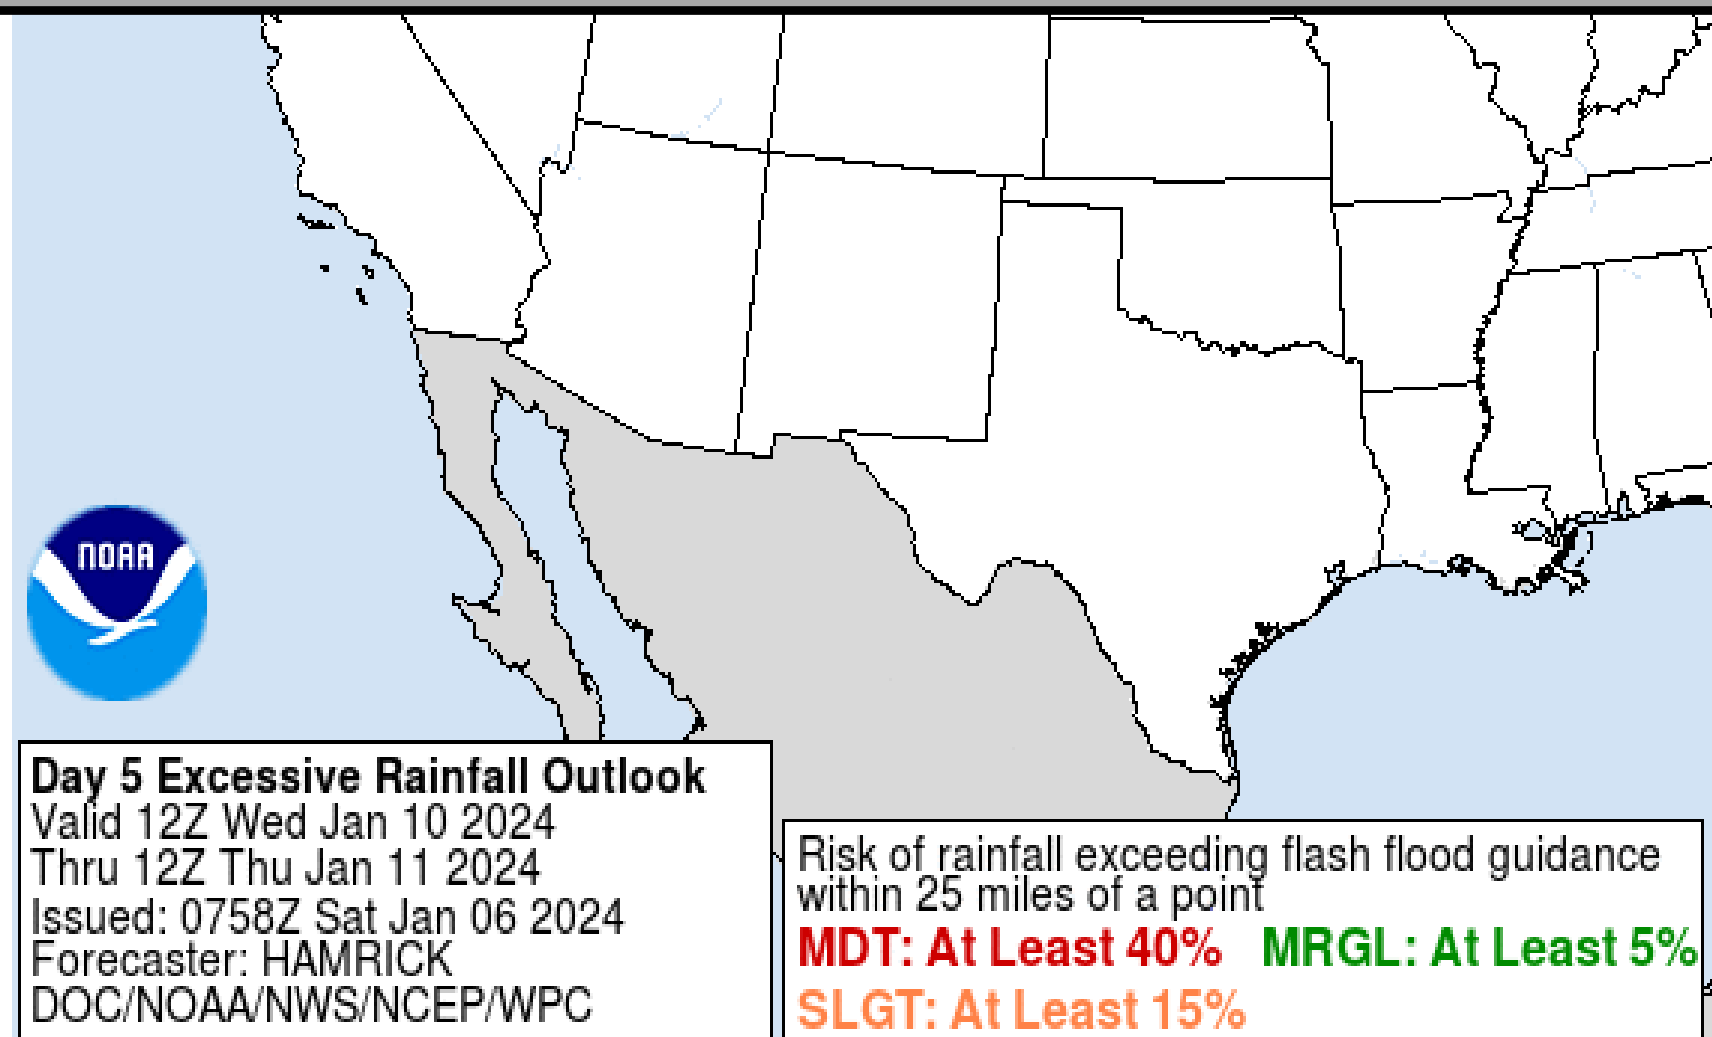 NOAA
Day 5 Excessive Rainfall Outlook
Valid 12Z Wed Jan 10 2024
Thru 12Z Thu Jan 11 2024
Issued: 0758Z Sat Jan 06 2024
Forecaster: HAMRICK
DOC/NOAA/NWS/NCEP/WPC
Risk of rainfall exceeding flash flood guidance
within 25 miles of a point
MDT: At Least 40% MRGL: At Least 5%
SLGT: At Least 15%